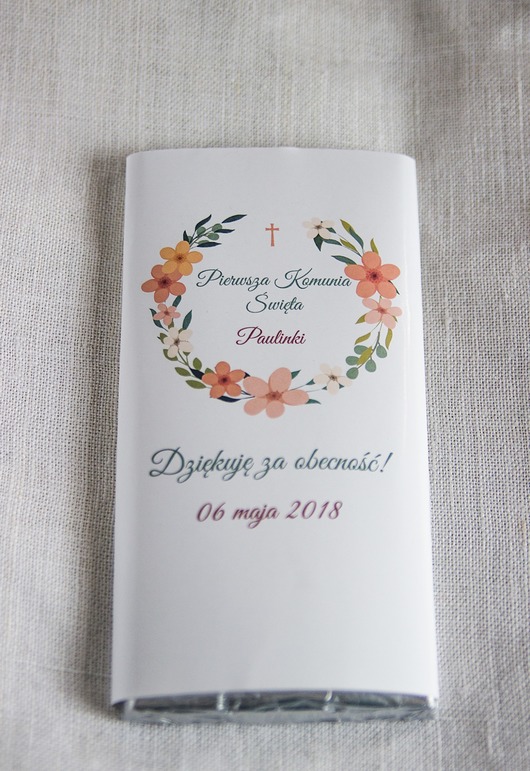 Pierwsza Komunia
Święta
Paulinki
Dziękuję za obecność!
06 maja 2018